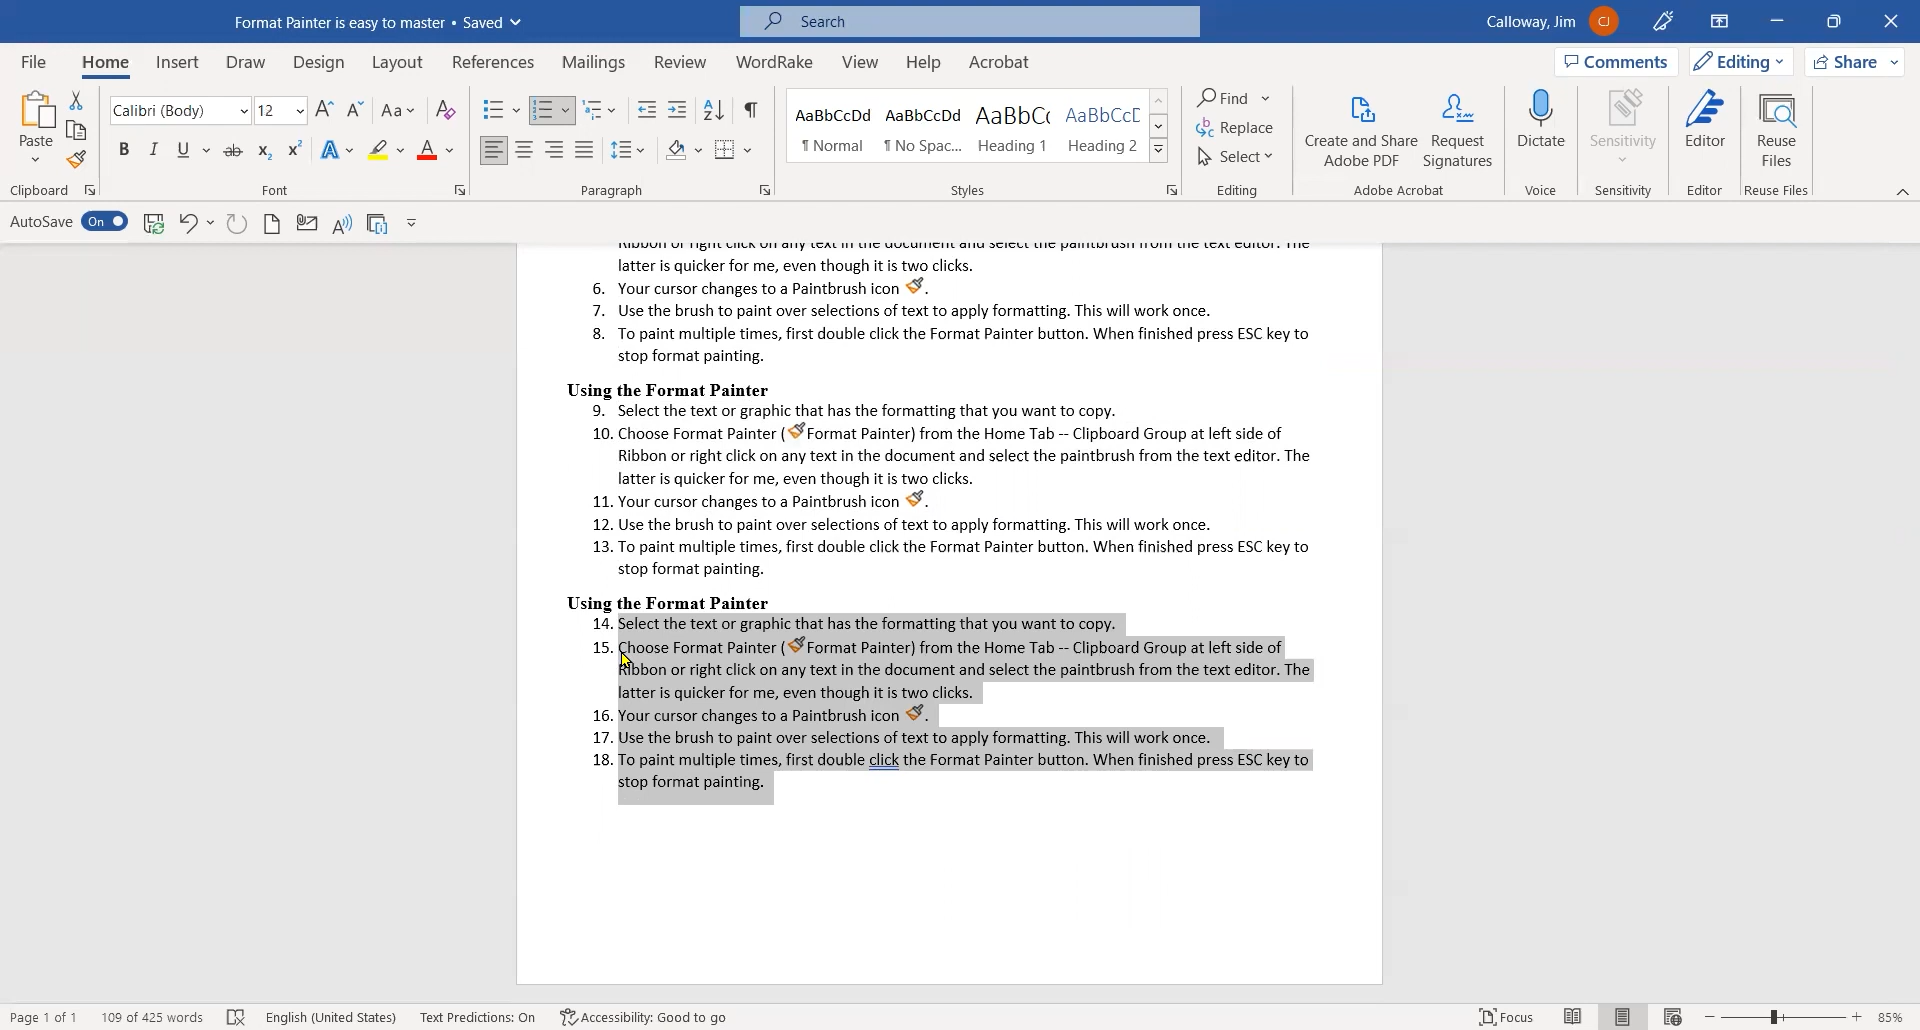 Format Painter is easy to master • Saved
Search
Calloway, Jim
CJ
File Home Insert Draw Design Layout References Mailings Review WordRake View Help Acrobat
Comments Editing Share
Calibri (Body) 12 Aa
Paste
B I U ab x₂ x² A A
AaBbCcDd AaBbCcDd AaBbCc AaBbCcD
¶ Normal ¶ No Spac... Heading 1 Heading 2
Find
Replace
Select
Create and Share
Adobe PDF
Request
Signatures
Dictate
Sensitivity
Editor
Reuse
Files
Clipboard Font Paragraph Styles Editing Adobe Acrobat Voice Sensitivity Editor Reuse Files
AutoSave On
Ribbon or right click on any text in the document and select the paintbrush from the text editor. The
latter is quicker for me, even though it is two clicks.
6. Your cursor changes to a Paintbrush icon .
7. Use the brush to paint over selections of text to apply formatting. This will work once.
8. To paint multiple times, first double click the Format Painter button. When finished press ESC key to
stop format painting.
Using the Format Painter
9. Select the text or graphic that has the formatting that you want to copy.
10. Choose Format Painter ( Format Painter) from the Home Tab -- Clipboard Group at left side of
Ribbon or right click on any text in the document and select the paintbrush from the text editor. The
latter is quicker for me, even though it is two clicks.
11. Your cursor changes to a Paintbrush icon .
12. Use the brush to paint over selections of text to apply formatting. This will work once.
13. To paint multiple times, first double click the Format Painter button. When finished press ESC key to
stop format painting.
Using the Format Painter
14. Select the text or graphic that has the formatting that you want to copy.
15. Choose Format Painter ( Format Painter) from the Home Tab -- Clipboard Group at left side of
Ribbon or right click on any text in the document and select the paintbrush from the text editor. The
latter is quicker for me, even though it is two clicks.
16. Your cursor changes to a Paintbrush icon .
17. Use the brush to paint over selections of text to apply formatting. This will work once.
18. To paint multiple times, first double click the Format Painter button. When finished press ESC key to
stop format painting.
Page 1 of 1 109 of 425 words English (United States) Text Predictions: On Accessibility: Good to go Focus 85%